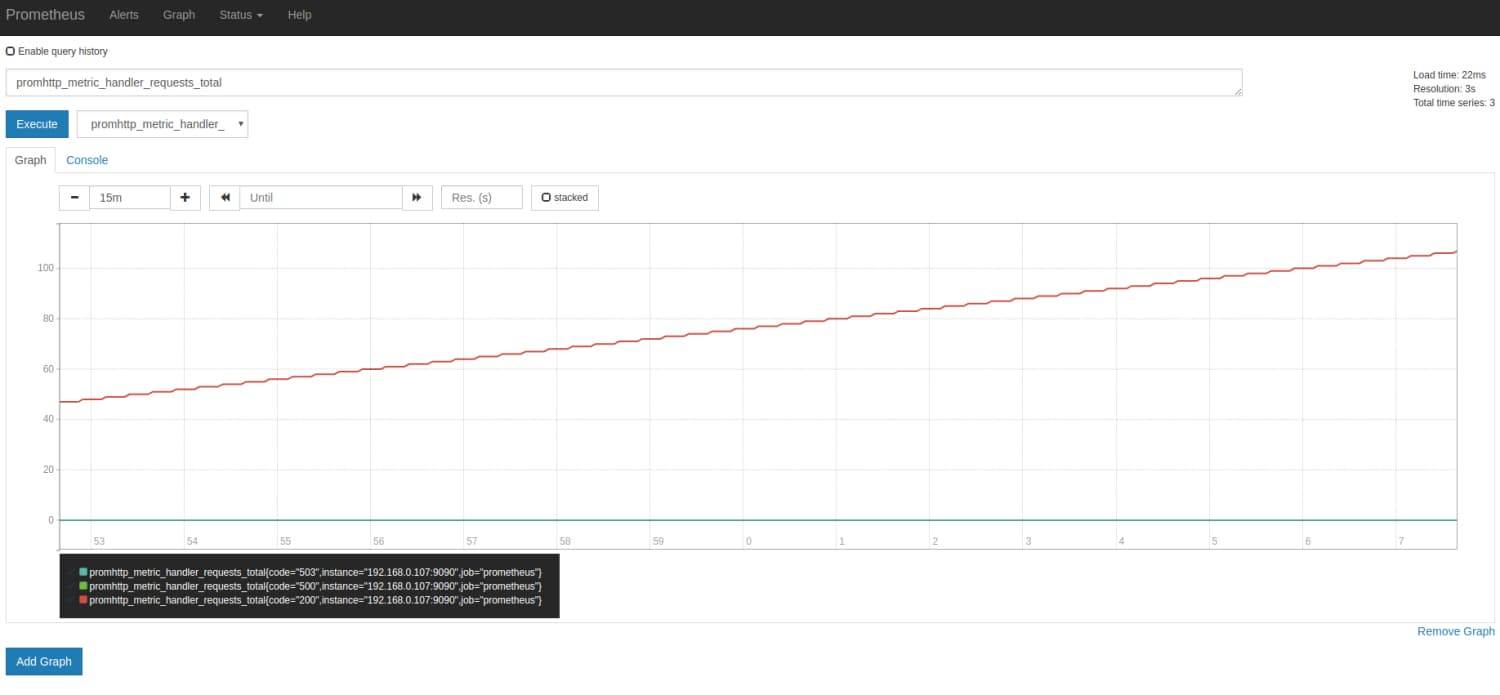 Prometheus Alerts Graph Status Help
Enable query history
promhttp_metric_handler_requests_total
Load time: 22ms
Resolution: 3s
Total time series: 3
Execute promhttp_metric_handler_
Graph Console
- 15m + Until Res. (s) stacked
100
80
60
40
20
0
53 54 55 56 57 58 59 0 1 2 3 4 5 6 7
promhttp_metric_handler_requests_total{code="503",instance="192.168.0.107:9090",job="prometheus"}
promhttp_metric_handler_requests_total{code="500",instance="192.168.0.107:9090",job="prometheus"}
promhttp_metric_handler_requests_total{code="200",instance="192.168.0.107:9090",job="prometheus"}
Remove Graph
Add Graph